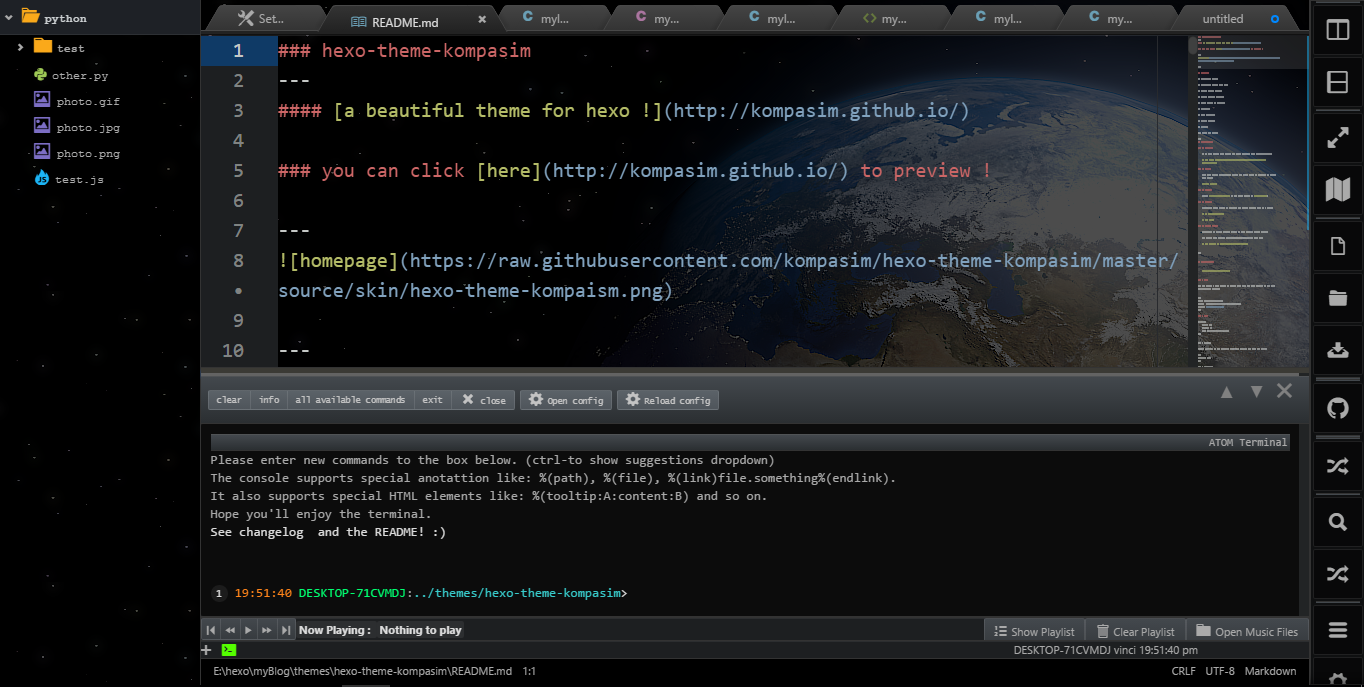 python
test
other.py
photo.gif
photo.jpg
photo.png
test.js
Set...
README.md
myl...
my...
myl...
my...
myl...
my...
untitled
1 ### hexo-theme-kompasim
2 ---
3 #### [a beautiful theme for hexo !](http://kompasim.github.io/)
4
5 ### you can click [here](http://kompasim.github.io/) to preview !
6
7 ---
8 ![homepage](https://raw.githubusercontent.com/kompasim/hexo-theme-kompasim/master/
• source/skin/hexo-theme-kompaism.png)
9
10 ---
clear info all available commands exit close Open config Reload config
ATOM Terminal
Please enter new commands to the box below. (ctrl-to show suggestions dropdown)
The console supports special anotattion like: %(path), %(file), %(link)file.something%(endlink).
It also supports special HTML elements like: %(tooltip:A:content:B) and so on.
Hope you'll enjoy the terminal.
See changelog  and the README! :)
1 19:51:40 DESKTOP-71CVMDJ:../themes/hexo-theme-kompasim>
Now Playing : Nothing to play
Show Playlist Clear Playlist Open Music Files
DESKTOP-71CVMDJ vinci 19:51:40 pm
E:\hexo\myBlog\themes\hexo-theme-kompasim\README.md 1:1
CRLF UTF-8 Markdown